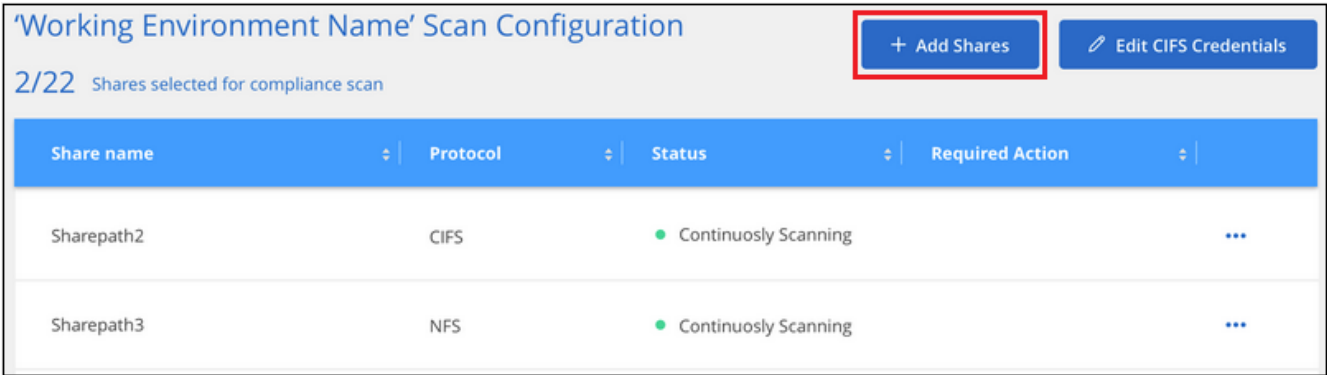 ‘Working Environment Name’ Scan Configuration
+ Add Shares
Edit CIFS Credentials
2/22 Shares selected for compliance scan
Share name Protocol Status Required Action
Sharepath2 CIFS Continuosly Scanning
Sharepath3 NFS Continuosly Scanning